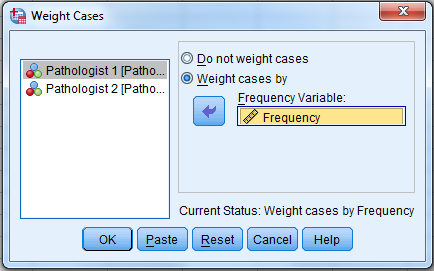 Weight Cases
Pathologist 1 [Patho...
Pathologist 2 [Patho...
Do not weight cases
Weight cases by
Frequency Variable:
Frequency
Current Status: Weight cases by Frequency
OK Paste Reset Cancel Help